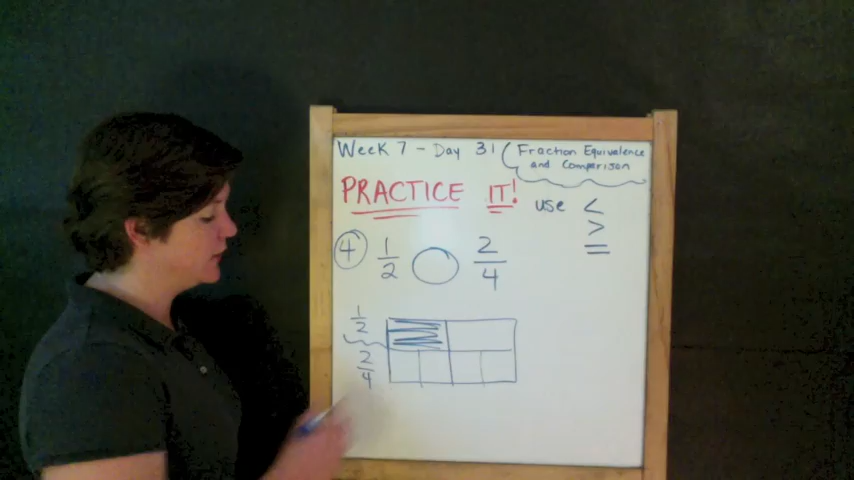 Week 7 - Day 31 Fraction Equivalence
and Comparison
PRACTICE IT!
use <
>
=
4 1/2 2/4
1/2
2/4